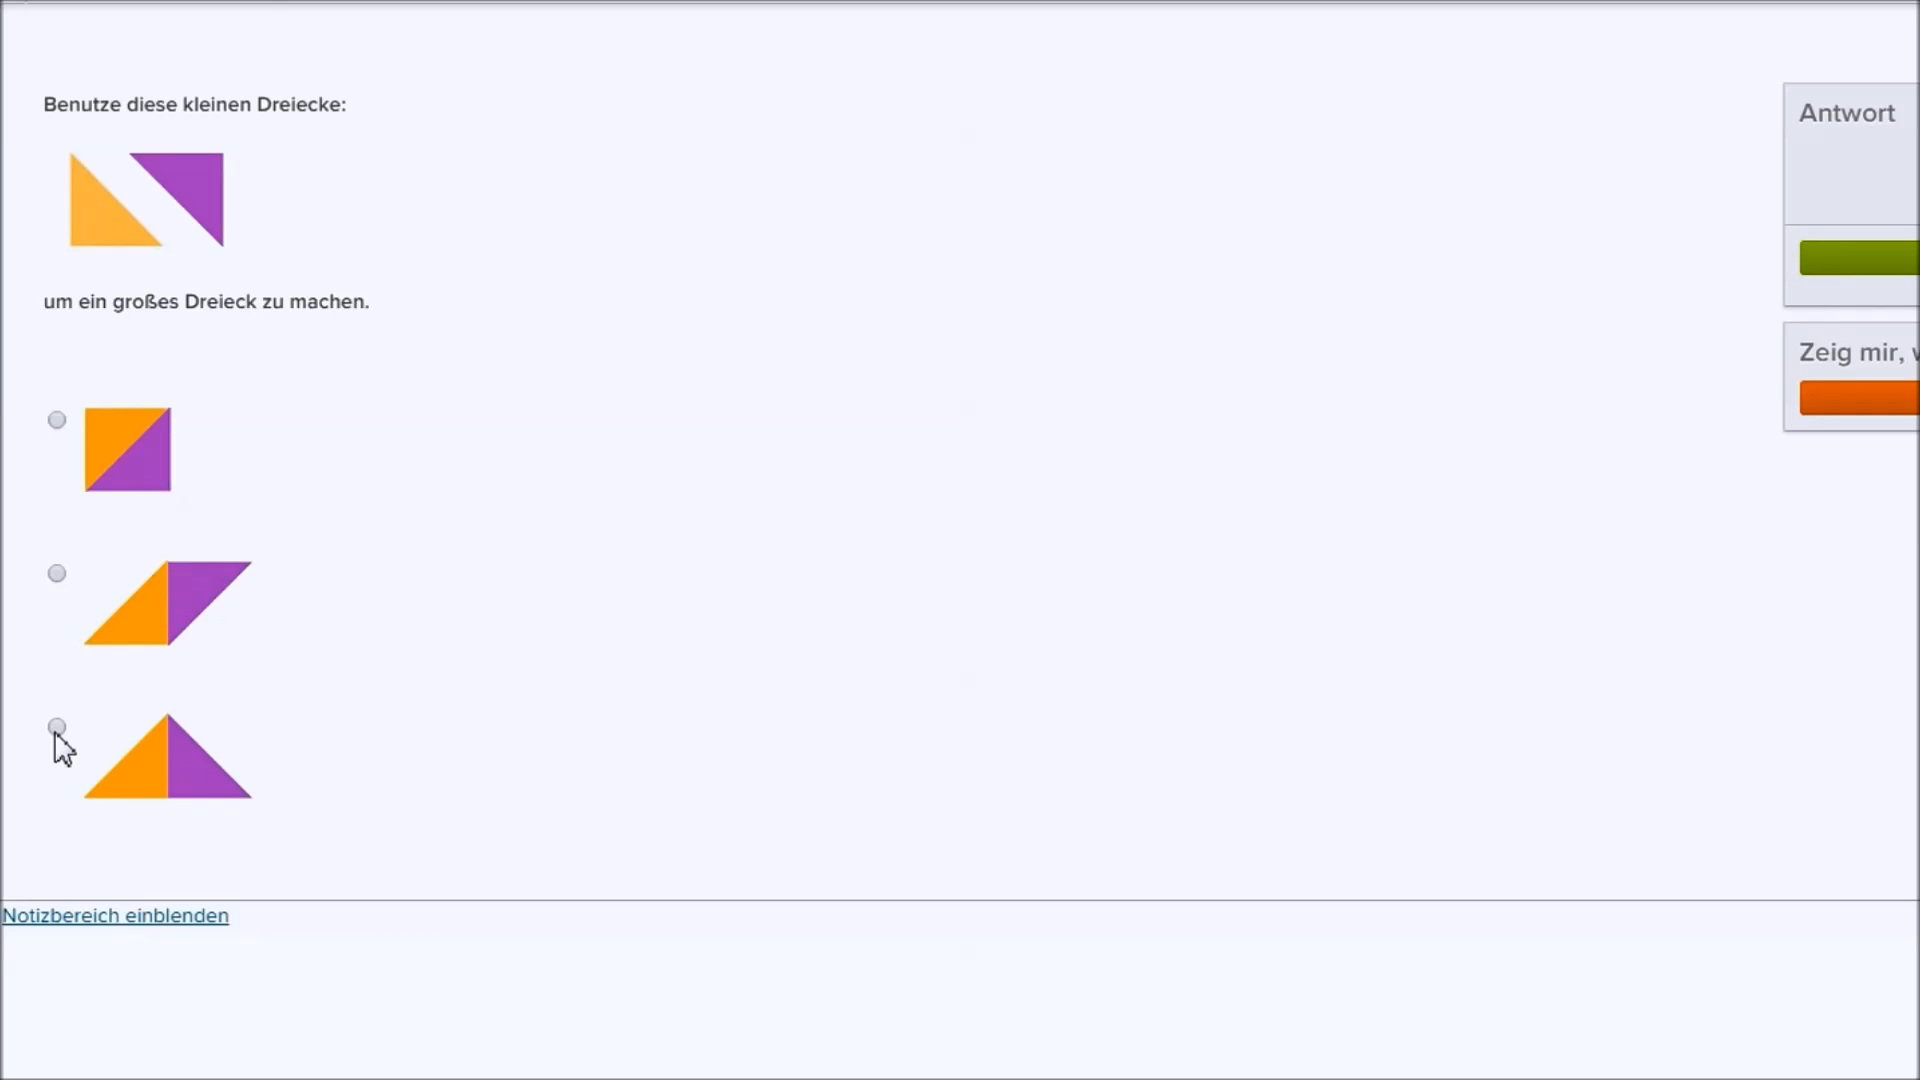 Benutze diese kleinen Dreiecke:
um ein großes Dreieck zu machen.
Antwort
Zeig mir,
Notizbereich einblenden